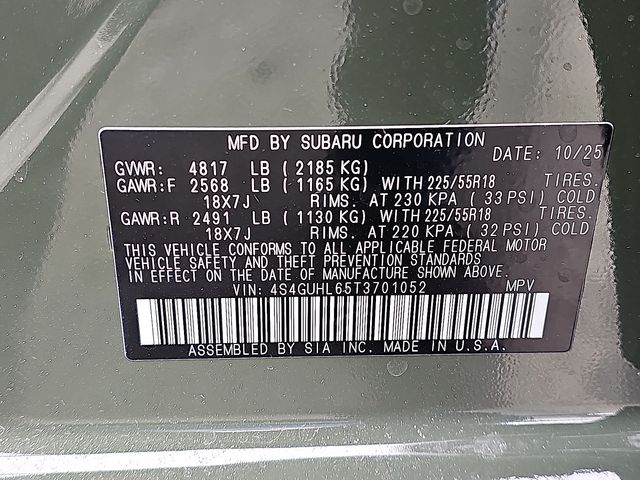 MFD BY SUBARU CORPORATION
DATE: 10/25
GVWR: 4817 LB ( 2185 KG)
GAWR:F 2568 LB ( 1165 KG) WITH 225/55R18 TIRES.
18X7J RIMS. AT 230 KPA ( 33 PSI) COLD
GAWR:R 2491 LB ( 1130 KG) WITH 225/55R18 TIRES.
18X7J RIMS. AT 220 KPA ( 32 PSI) COLD
THIS VEHICLE CONFORMS TO ALL APPLICABLE FEDERAL MOTOR
VEHICLE SAFETY AND THEFT PREVENTION STANDARDS
IN EFFECT ON THE DATE OF MANUFACTURE SHOWN ABOVE.
VIN: 4S4GUHL65T3701052 MPV
ASSEMBLED BY SIA INC. MADE IN U.S.A.